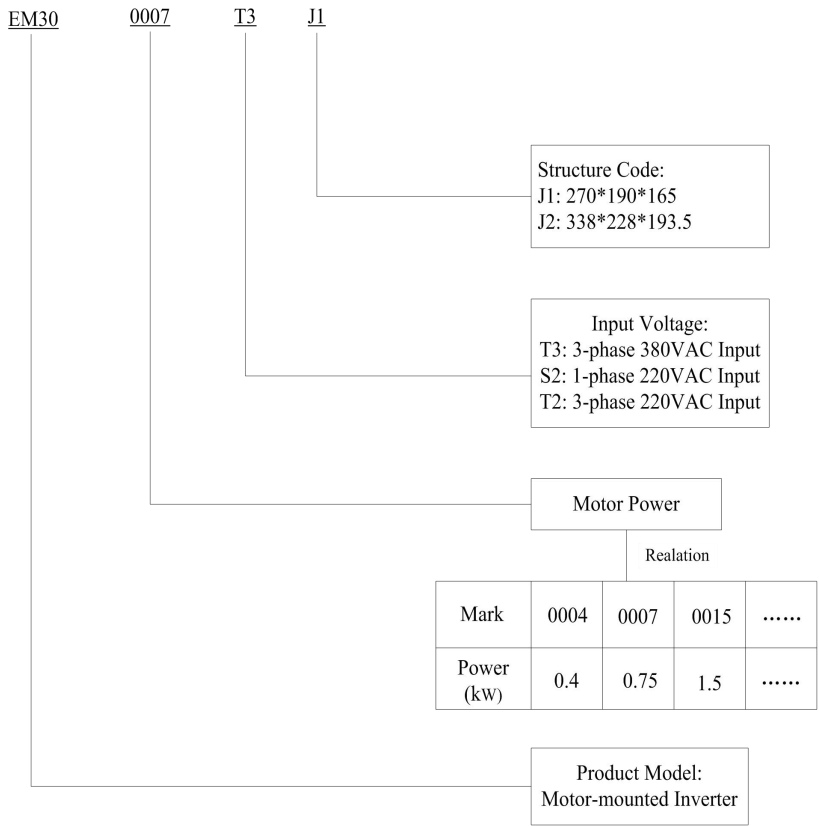 EM30 0007 T3 J1
Structure Code:
J1: 270*190*165
J2: 338*228*193.5
Input Voltage:
T3: 3-phase 380VAC Input
S2: 1-phase 220VAC Input
T2: 3-phase 220VAC Input
Motor Power
Realation
Mark 0004 0007 0015 ······
Power (kW) 0.4 0.75 1.5 ······
Product Model:
Motor-mounted Inverter